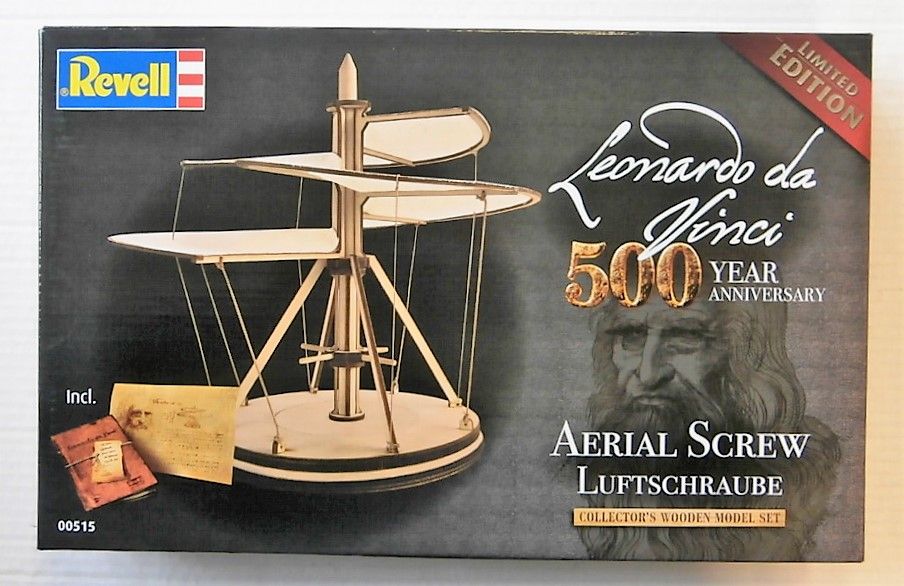 Revell
LIMITED
EDITION
Leonardo da
Vinci
500 YEAR
ANNIVERSARY
Incl.
AERIAL SCREW
LUFTSCHRAUBE
COLLECTOR'S WOODEN MODEL SET
00515